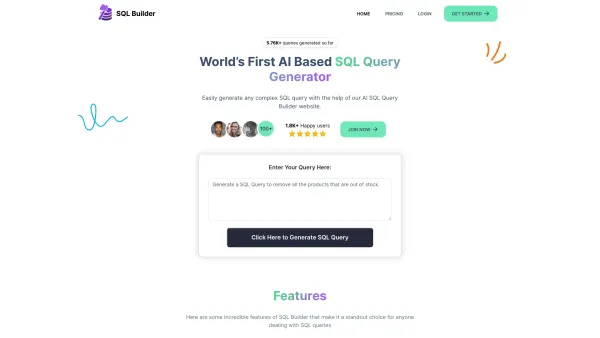 SQL Builder
HOME
PRICING
LOGIN
GET STARTED
5.76K+ queries generated so far
World's First AI Based SQL Query
Generator
Easily generate any complex SQL query with the help of our AI SQL Query
Builder website.
100+
1.8K+ Happy users
JOIN NOW
Enter Your Query Here:
Generate a SQL Query to remove all the products that are out of stock.
Click Here to Generate SQL Query
Features
Here are some incredible features of SQL Builder that make it a standout choice for anyone
dealing with SQL queries